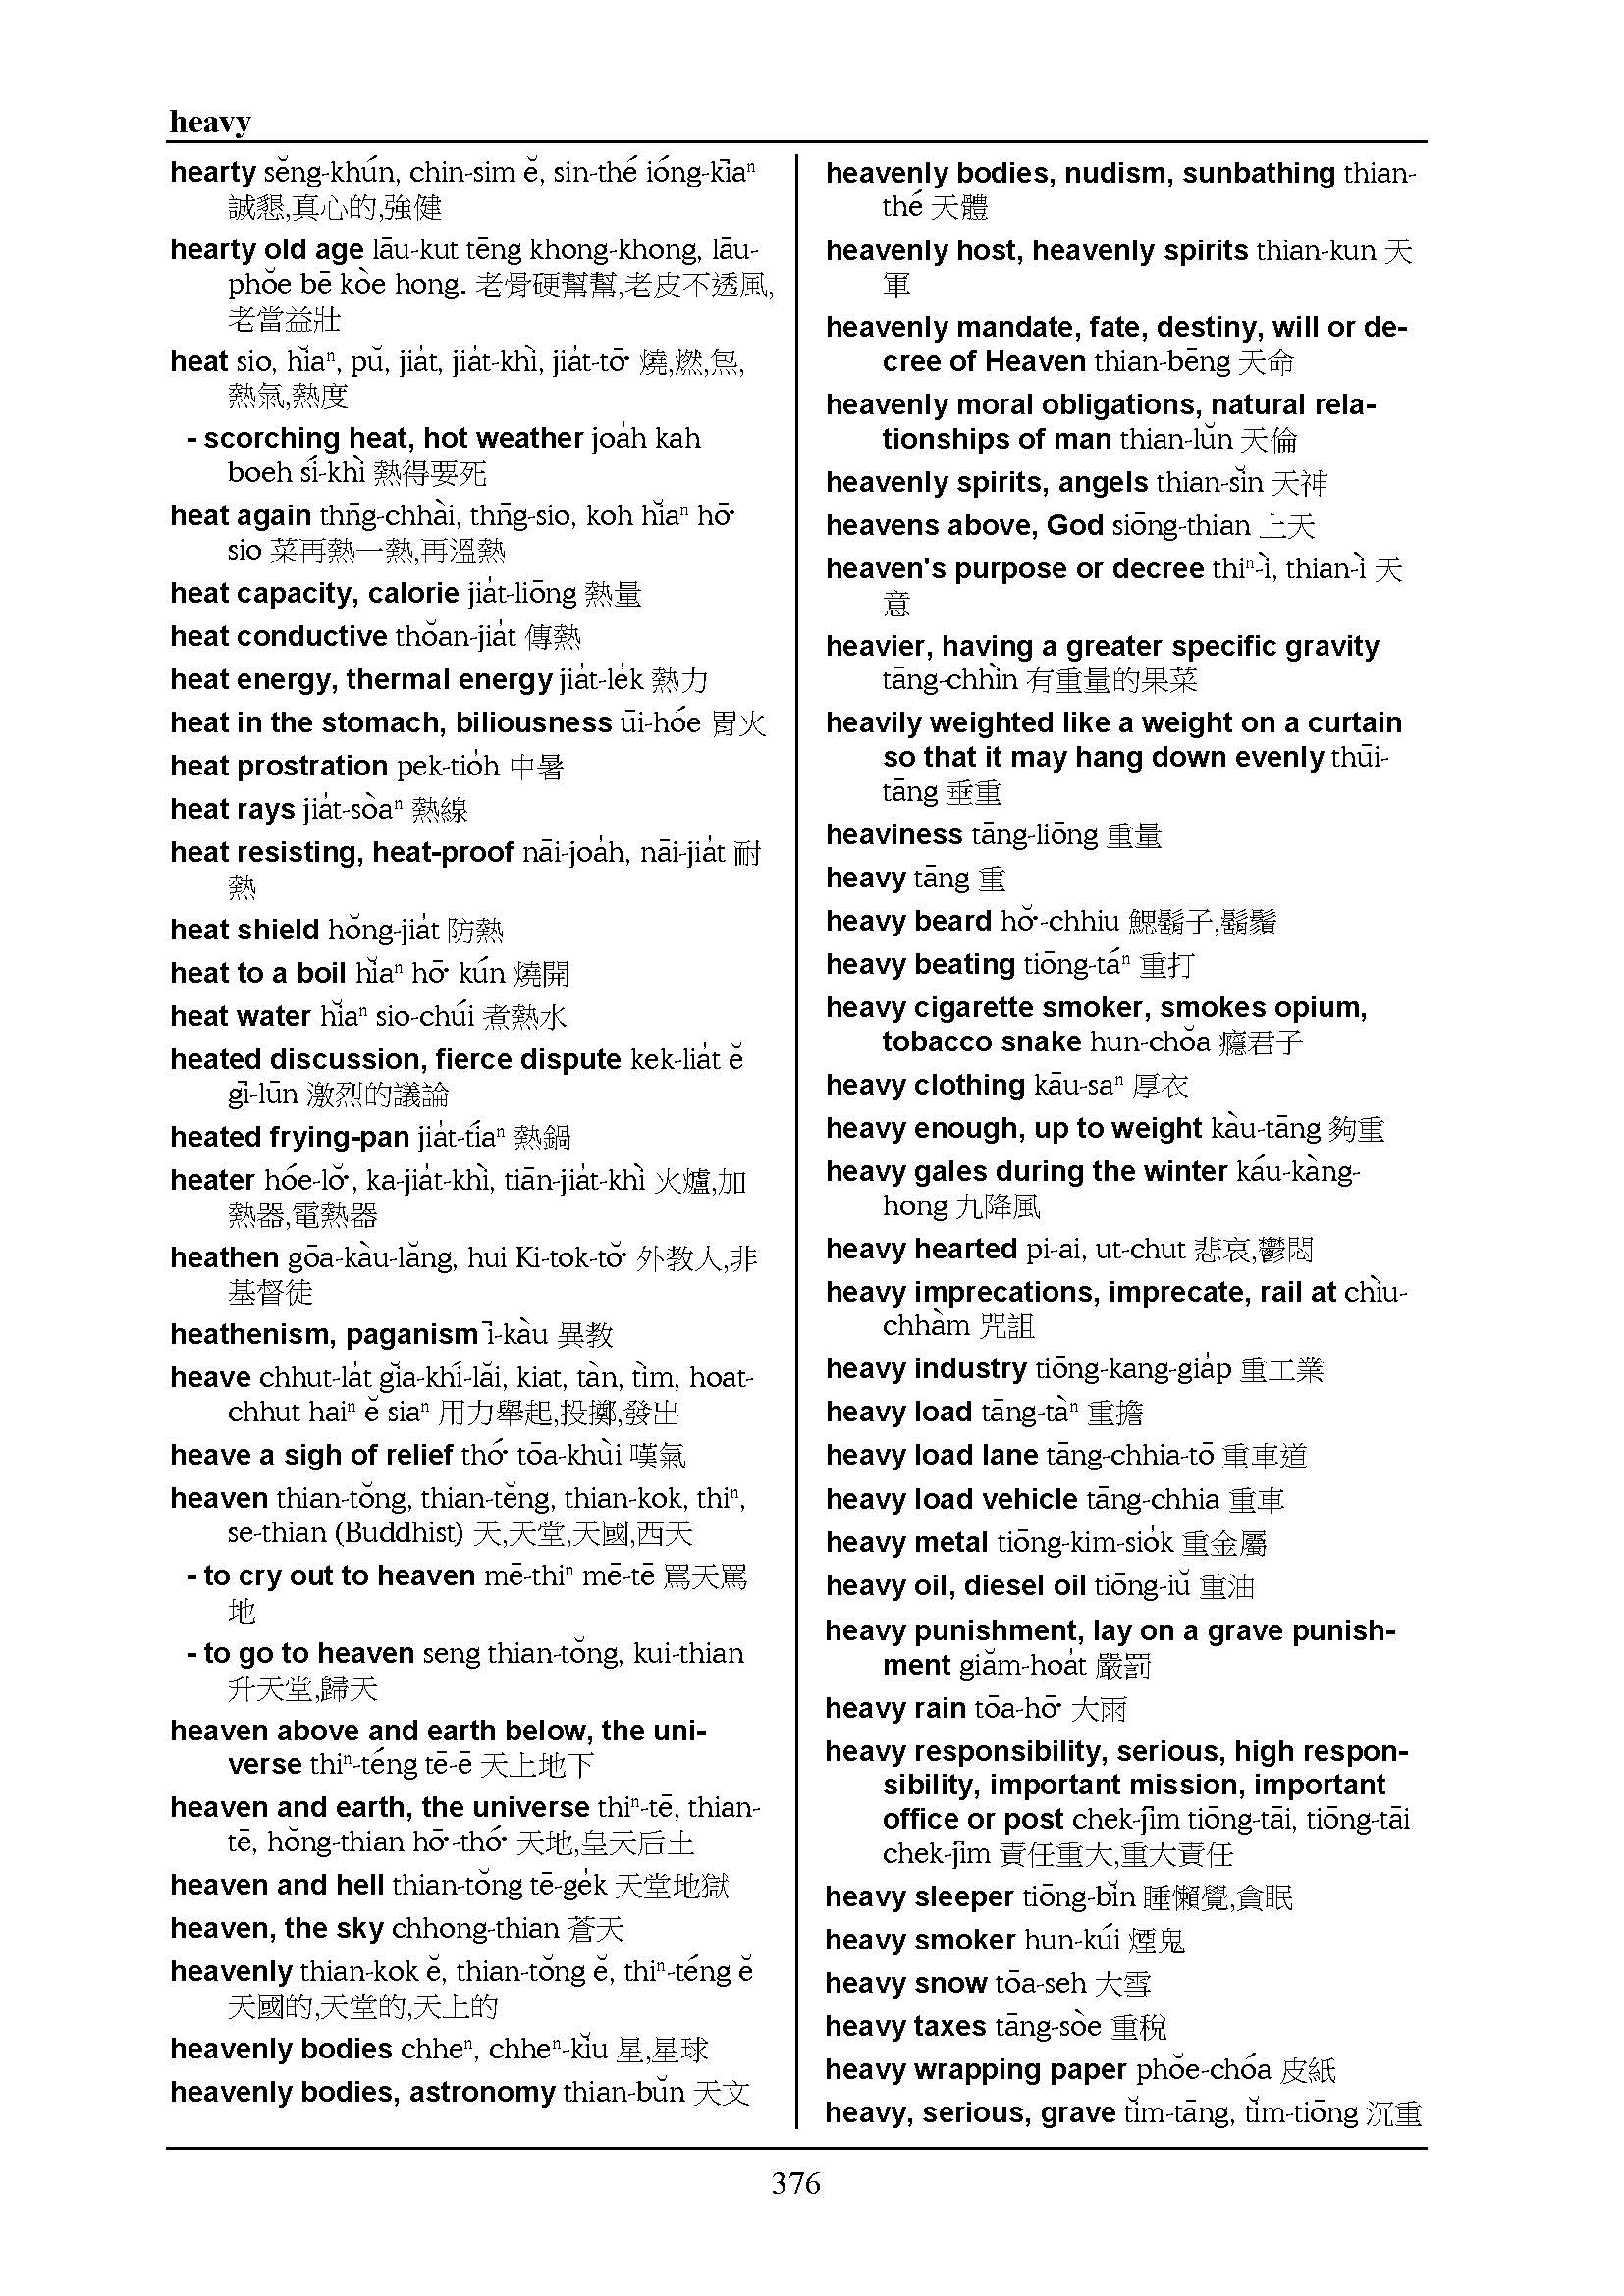 heavy
hearty sĕng-khún, chin-sim ĕ, sin-thé ióng-kīaⁿ
誠懇,真心的,強健
hearty old age lāu-kut tēng khong-khong, lāu-
phŏe bē kòe hong. 老骨硬幫幫,老皮不透風,
老當益壯
heat sio, hĭaⁿ, pŭ, jia̍t, jia̍t-khì, jia̍t-tō͘ 燒,燃,炰,
熱氣,熱度
- scorching heat, hot weather joa̍h kah
boeh sí-khì 熱得要死
heat again thn̄g-chhài, thn̄g-sio, koh hĭaⁿ hō͘
sio 菜再熱一熱,再溫熱
heat capacity, calorie jia̍t-liōng 熱量
heat conductive thŏan-jia̍t 傳熱
heat energy, thermal energy jia̍t-le̍k 熱力
heat in the stomach, biliousness ūi-hóe 胃火
heat prostration pek-tio̍h 中暑
heat rays jia̍t-sòaⁿ 熱線
heat resisting, heat-proof nāi-joa̍h, nāi-jia̍t 耐
熱
heat shield hŏng-jia̍t 防熱
heat to a boil hĭaⁿ hō͘ kún 燒開
heat water hĭaⁿ sio-chúi 煮熱水
heated discussion, fierce dispute kek-lia̍t ĕ
gī-lūn 激烈的議論
heated frying-pan jia̍t-tíaⁿ 熱鍋
heater hóe-lŏ͘, ka-jia̍t-khì, tiān-jia̍t-khì 火爐,加
熱器,電熱器
heathen gōa-kàu-lăng, hui Ki-tok-tŏ͘ 外教人,非
基督徒
heathenism, paganism ī-kàu 異教
heave chhut-la̍t gĭa-khí-lăi, kiat, tàn, tìm, hoat-
chhut haiⁿ ĕ siaⁿ 用力舉起,投擲,發出
heave a sigh of relief thó͘ tōa-khùi 嘆氣
heaven thian-tŏng, thian-tĕng, thian-kok, thiⁿ,
se-thian (Buddhist) 天,天堂,天國,西天
- to cry out to heaven mē-thiⁿ mē-tē 罵天罵
地
- to go to heaven seng thian-tŏng, kui-thian
升天堂,歸天
heaven above and earth below, the uni-
verse thiⁿ-téng tē-ē 天上地下
heaven and earth, the universe thiⁿ-tē, thian-
tē, hŏng-thian hō͘-thó͘ 天地,皇天后土
heaven and hell thian-tŏng tē-ge̍k 天堂地獄
heaven, the sky chhong-thian 蒼天
heavenly thian-kok ĕ, thian-tŏng ĕ, thiⁿ-téng ĕ
天國的,天堂的,天上的
heavenly bodies chheⁿ, chheⁿ-kĭu 星,星球
heavenly bodies, astronomy thian-bŭn 天文
heavenly bodies, nudism, sunbathing thian-
thé 天體
heavenly host, heavenly spirits thian-kun 天
軍
heavenly mandate, fate, destiny, will or de-
cree of Heaven thian-bēng 天命
heavenly moral obligations, natural rela-
tionships of man thian-lŭn 天倫
heavenly spirits, angels thian-sĭn 天神
heavens above, God siōng-thian 上天
heaven's purpose or decree thiⁿ-ì, thian-ì 天
意
heavier, having a greater specific gravity
tāng-chhìn 有重量的果菜
heavily weighted like a weight on a curtain
so that it may hang down evenly thūi-
tāng 垂重
heaviness tāng-liōng 重量
heavy tāng 重
heavy beard hŏ͘-chhiu 鰓鬍子,鬍鬚
heavy beating tiōng-táⁿ 重打
heavy cigarette smoker, smokes opium,
tobacco snake hun-chŏa 癮君子
heavy clothing kāu-saⁿ 厚衣
heavy enough, up to weight kàu-tāng 夠重
heavy gales during the winter káu-kàng-
hong 九降風
heavy hearted pi-ai, ut-chut 悲哀,鬱悶
heavy imprecations, imprecate, rail at chìu-
chhàm 咒詛
heavy industry tiōng-kang-gia̍p 重工業
heavy load tāng-tàⁿ 重擔
heavy load lane tāng-chhia-tō 重車道
heavy load vehicle tāng-chhia 重車
heavy metal tiōng-kim-sio̍k 重金屬
heavy oil, diesel oil tiōng-iŭ 重油
heavy punishment, lay on a grave punish-
ment giăm-hoa̍t 嚴罰
heavy rain tōa-hō͘ 大雨
heavy responsibility, serious, high respon-
sibility, important mission, important
office or post chek-jīm tiōng-tāi, tiōng-tāi
chek-jīm 責任重大,重大責任
heavy sleeper tiōng-bĭn 睡懶覺,貪眠
heavy smoker hun-kúi 煙鬼
heavy snow tōa-seh 大雪
heavy taxes tāng-sòe 重稅
heavy wrapping paper phŏe-chóa 皮紙
heavy, serious, grave tĭm-tāng, tĭm-tiōng 沉重
376